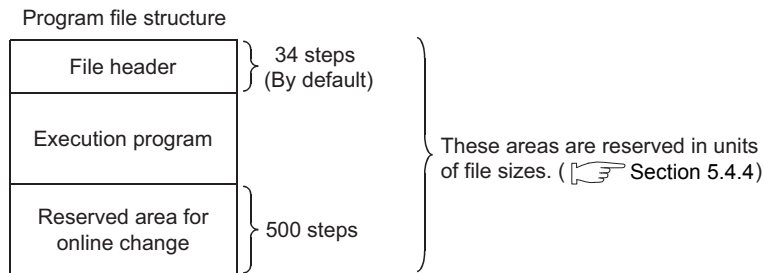 Program file structure
File header
34 steps
(By default)
Execution program
These areas are reserved in units
of file sizes. ( Section 5.4.4)
Reserved area for
online change
500 steps